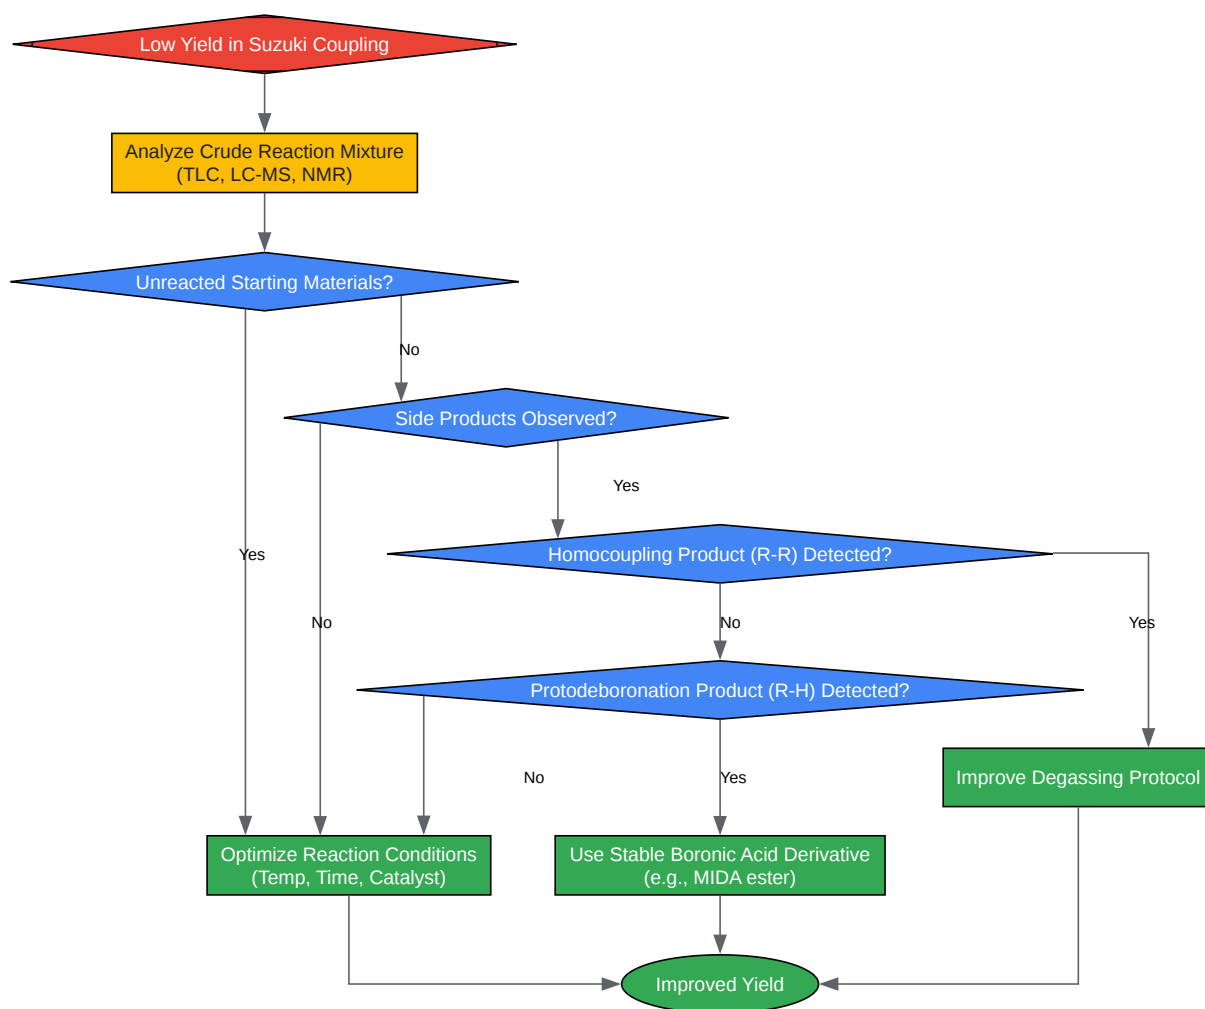 Low Yield in Suzuki Coupling
Analyze Crude Reaction Mixture
(TLC, LC-MS, NMR)
Unreacted Starting Materials?
No
Side Products Observed?
Yes
Homocoupling Product (R-R) Detected?
Yes
No
No
Yes
Protodeboronation Product (R-H) Detected?
No
Yes
Improve Degassing Protocol
Optimize Reaction Conditions
(Temp, Time, Catalyst)
Use Stable Boronic Acid Derivative
(e.g., MIDA ester)
Improved Yield